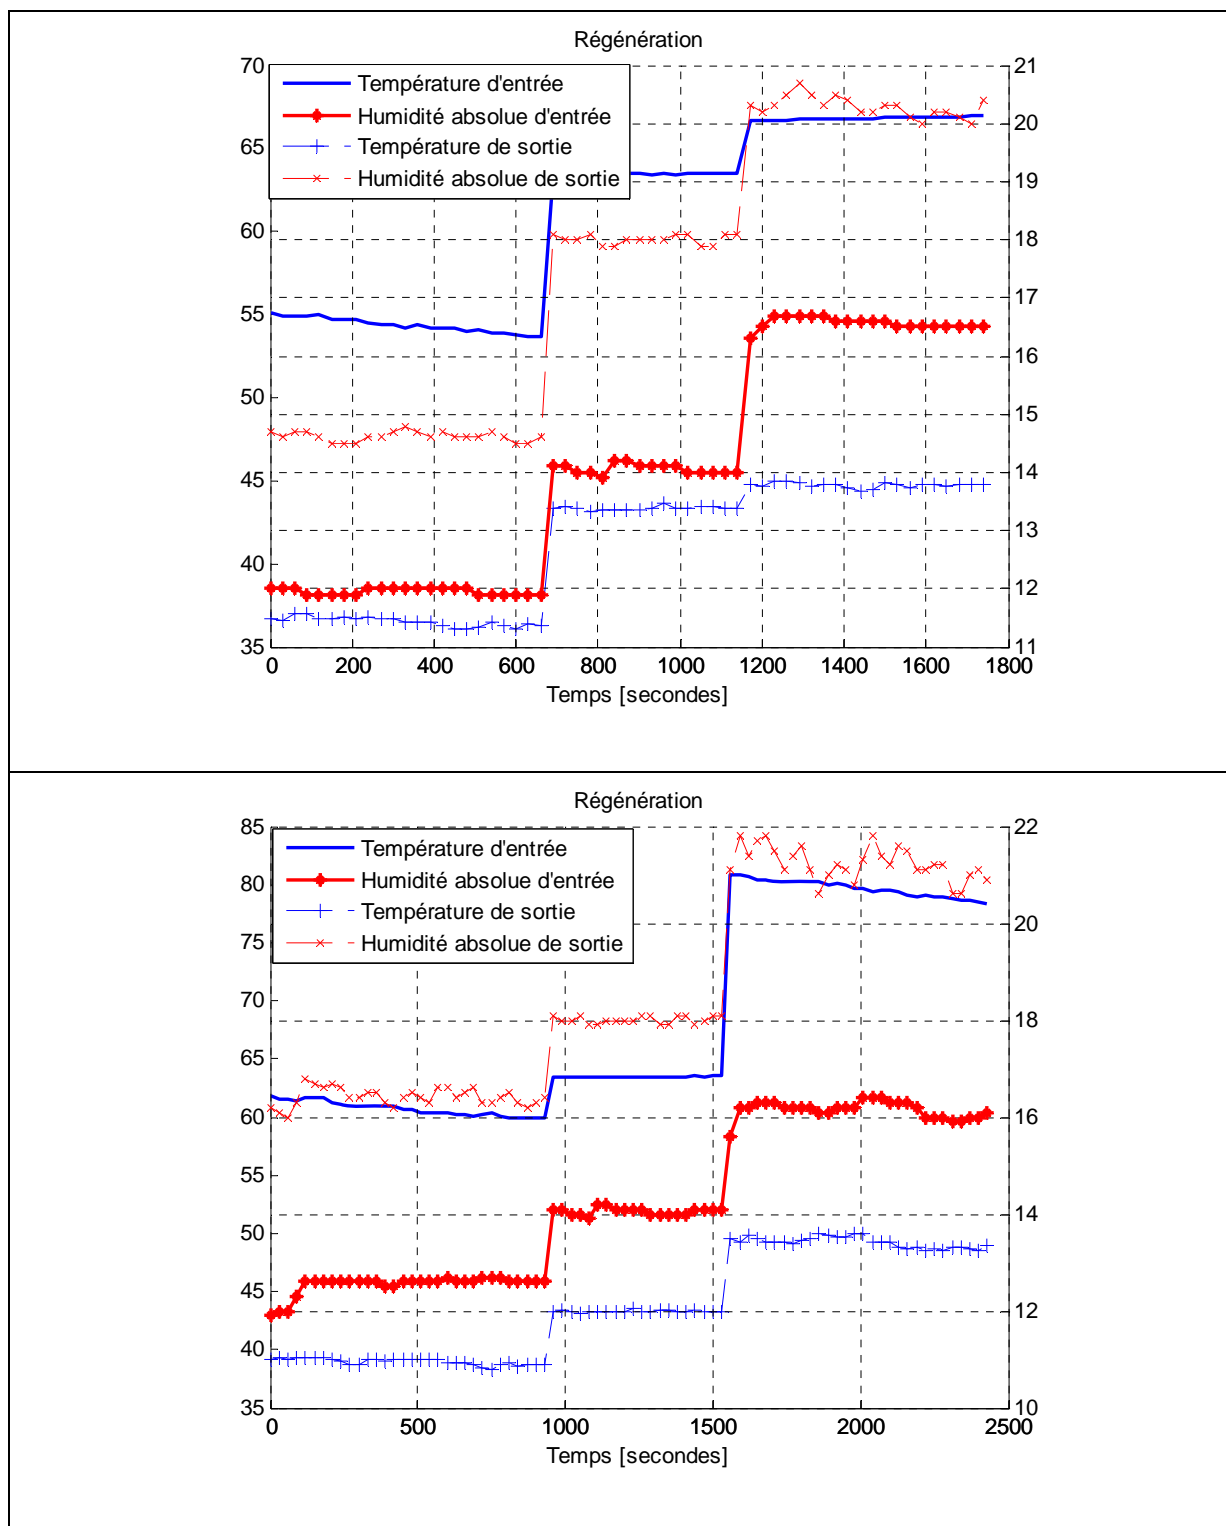 Régénération
70
65
60
55
50
45
40
35
21
20
19
18
17
16
15
14
13
12
11
Température d'entrée
Humidité absolue d'entrée
Température de sortie
Humidité absolue de sortie
0 200 400 600 800 1000 1200 1400 1600 1800
Temps [secondes]
Régénération
85
80
75
70
65
60
55
50
45
40
35
22
20
18
16
14
12
10
Température d'entrée
Humidité absolue d'entrée
Température de sortie
Humidité absolue de sortie
0 500 1000 1500 2000 2500
Temps [secondes]